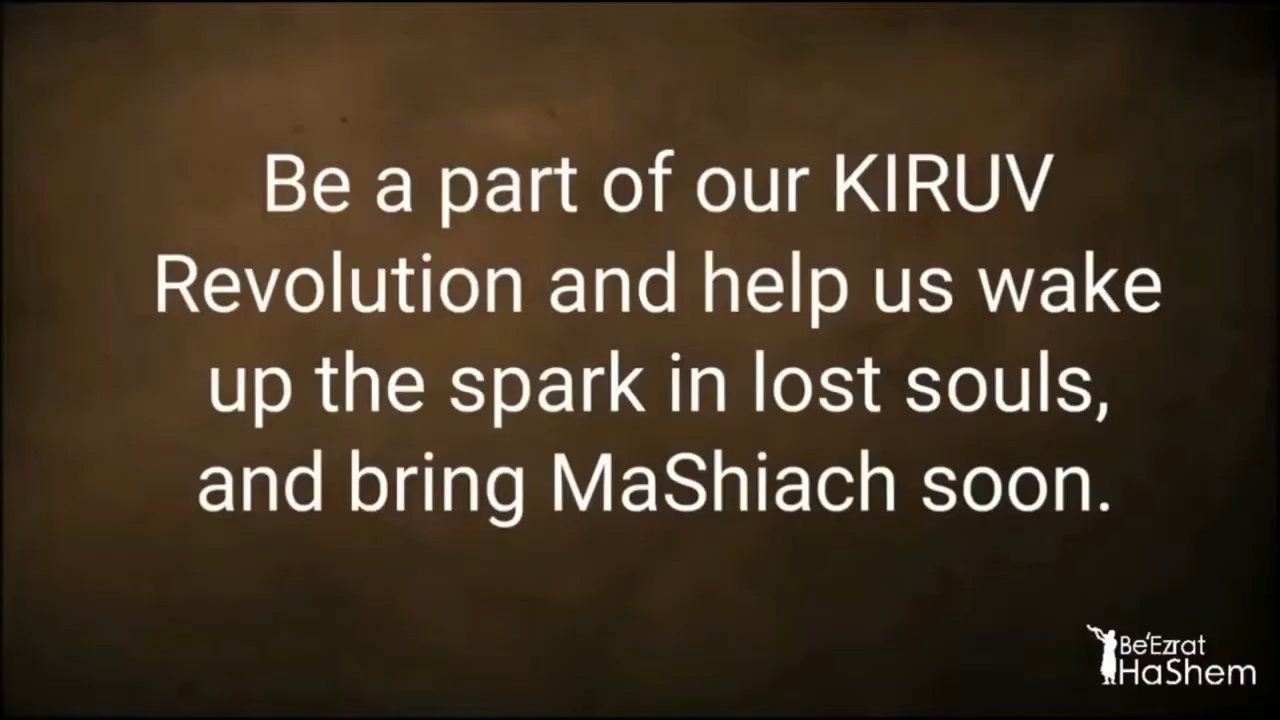 Be a part of our KIRUV
Revolution and help us wake
up the spark in lost souls,
and bring MaShiach soon.
Be'Ezrat
HaShem